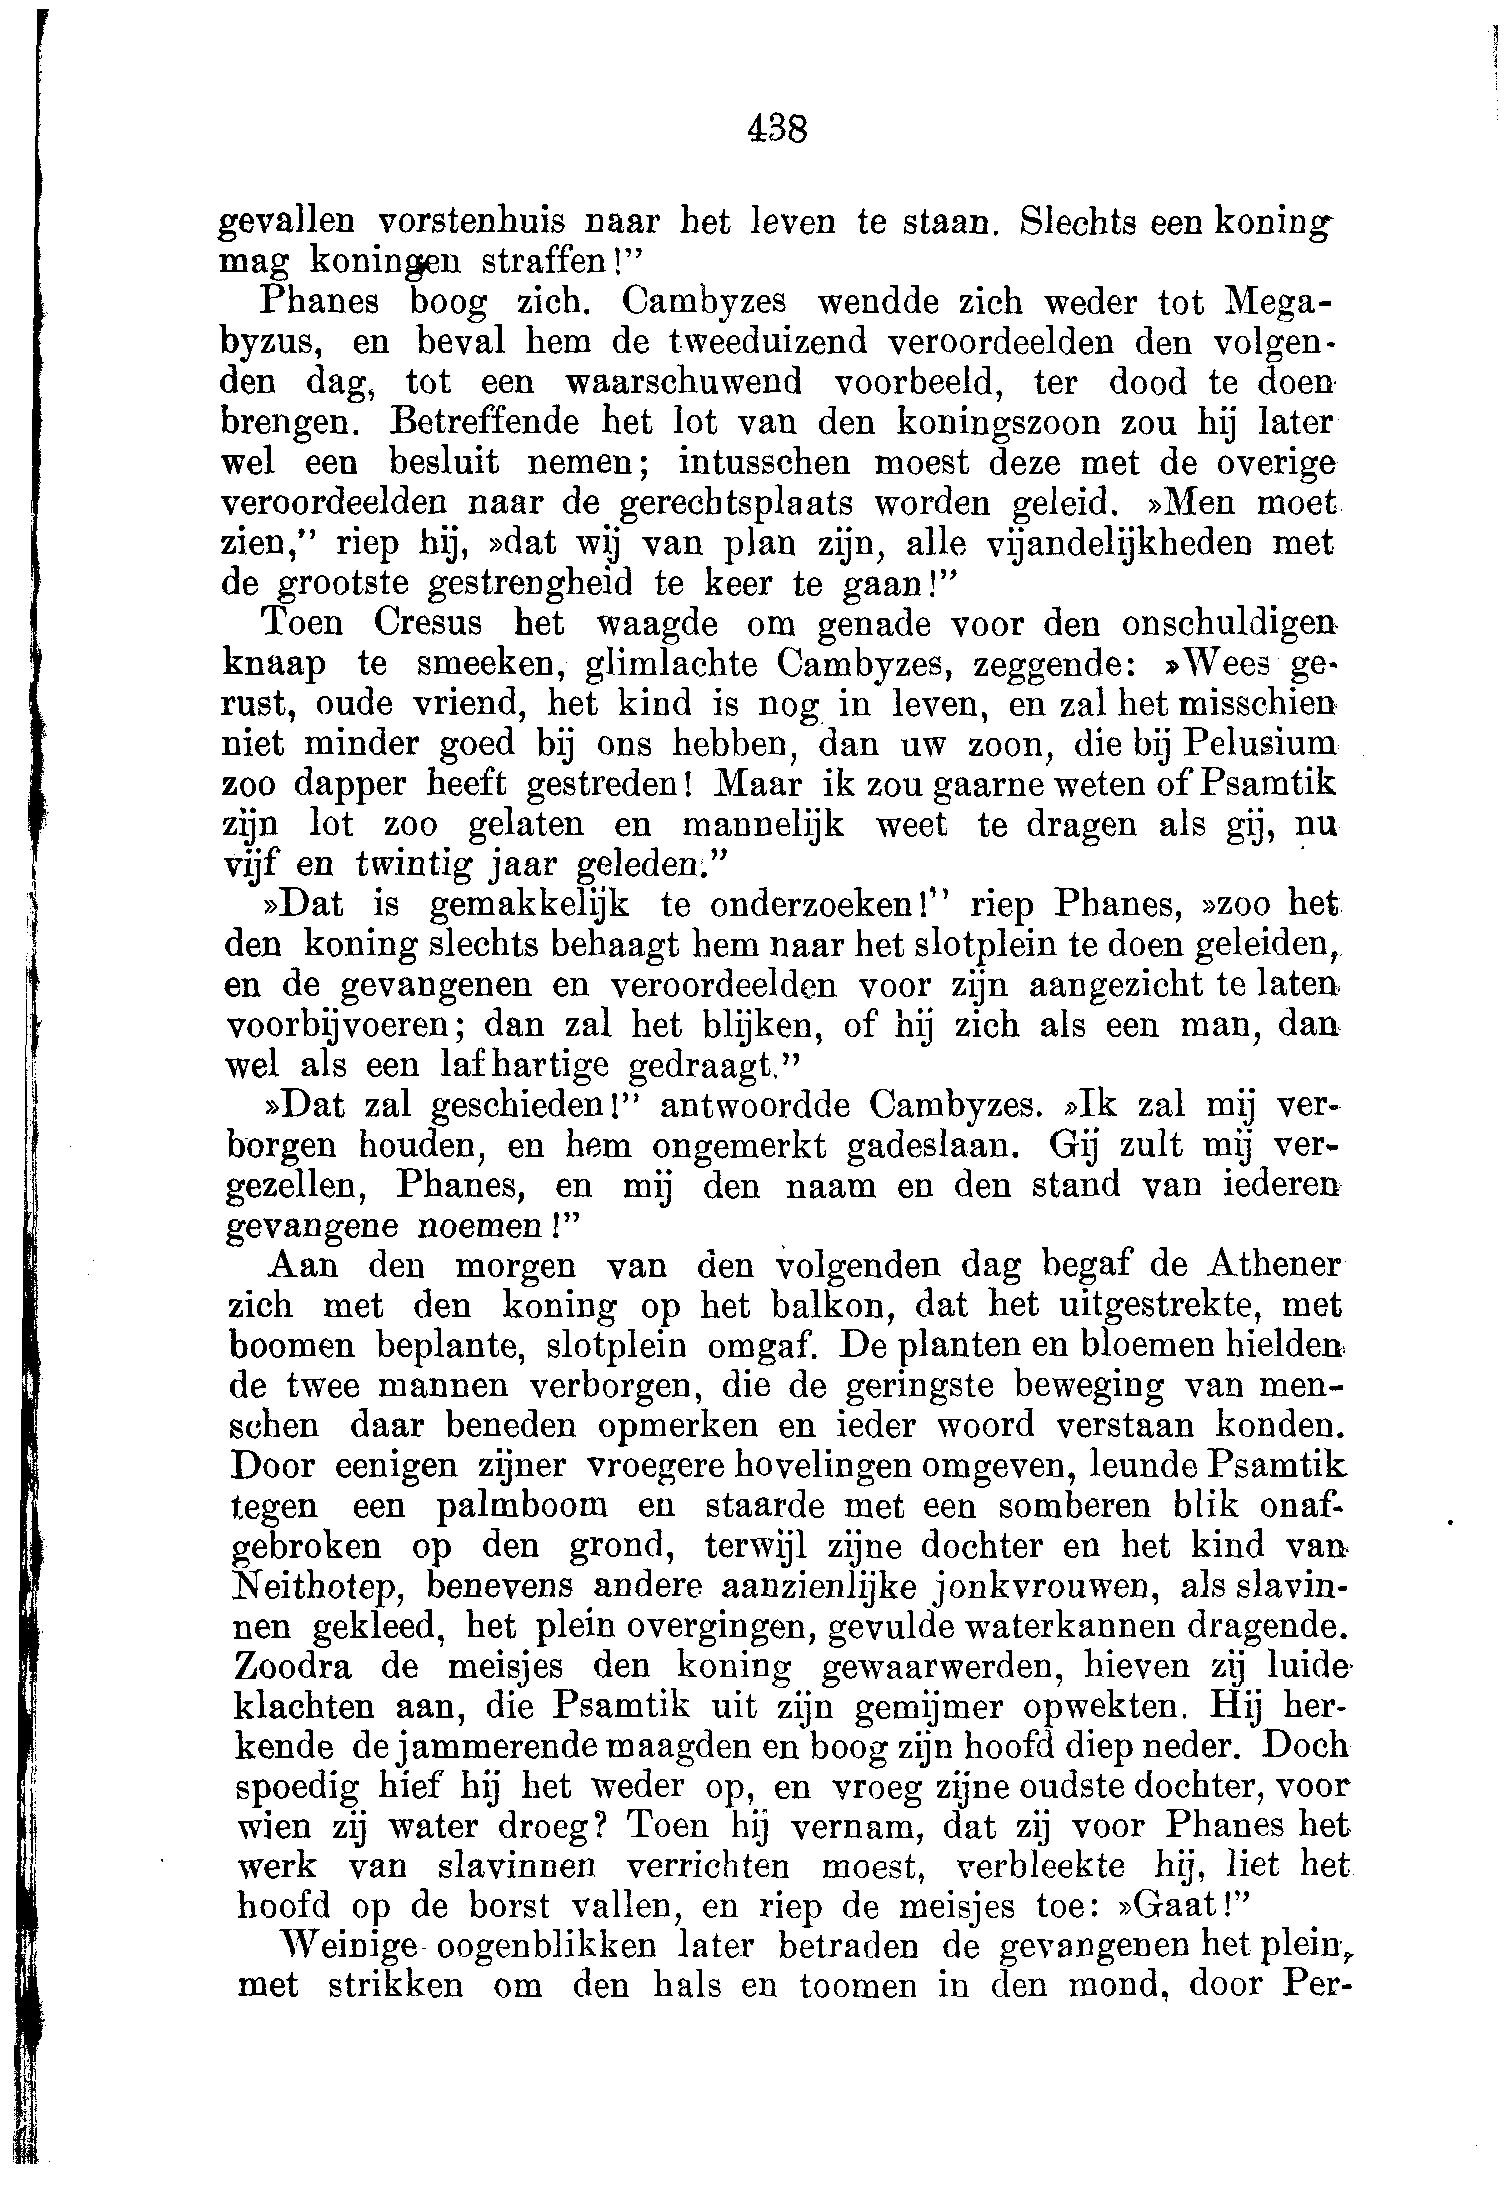 438
gevallen vorstenhuis naar het leven te staan. Slechts een koning
mag koningen straffen!”
Phanes boog zich. Cambyzes wendde zich weder tot Mega-
byzus, en beval hem de tweeduizend veroordeelden den volgen-
den dag, tot een waarschuwend voorbeeld, ter dood te doen
brengen. Betreffende het lot van den koningszoon zou hij later
wel een besluit nemen; intusschen moest deze met de overige
veroordeelden naar de gerechtsplaats worden geleid. »Men moet
zien,” riep hij, »dat wij van plan zijn, alle vijandelijkheden met
de grootste gestrengheid te keer te gaan!”
Toen Cresus het waagde om genade voor den onschuldigen
knaap te smeeken, glimlachte Cambyzes, zeggende: »Wees ge-
rust, oude vriend, het kind is nog in leven, en zal het misschien
niet minder goed bij ons hebben, dan uw zoon, die bij Pelusium
zoo dapper heeft gestreden! Maar ik zou gaarne weten of Psamtik
zijn lot zoo gelaten en mannelijk weet te dragen als gij, nu
vijf en twintig jaar geleden.”
»Dat is gemakkelijk te onderzoeken!” riep Phanes, »zoo het
den koning slechts behaagt hem naar het slotplein te doen geleiden,
en de gevangenen en veroordeelden voor zijn aangezicht te laten
voorbijvoeren; dan zal het blijken, of hij zich als een man, dan
wel als een lafhartige gedraagt.”
»Dat zal geschieden!” antwoordde Cambyzes. »Ik zal mij ver-
borgen houden, en hem ongemerkt gadeslaan. Gij zult mij ver-
gezellen, Phanes, en mij den naam en den stand van iederen
gevangene noemen!”
Aan den morgen van den volgenden dag begaf de Athener
zich met den koning op het balkon, dat het uitgestrekte, met
boomen beplante, slotplein omgaf. De planten en bloemen hielden
de twee mannen verborgen, die de geringste beweging van men-
schen daar beneden opmerken en ieder woord verstaan konden.
Door eenigen zijner vroegere hovelingen omgeven, leunde Psamtik
tegen een palmboom en staarde met een somberen blik onaf-
gebroken op den grond, terwijl zijne dochter en het kind van
Neithotep, benevens andere aanzienlijke jonkvrouwen, als slavin-
nen gekleed, het plein overgingen, gevulde waterkannen dragende.
Zoodra de meisjes den koning gewaarwerden, hieven zij luide
klachten aan, die Psamtik uit zijn gemijmer opwekten. Hij her-
kende de jammerende maagden en boog zijn hoofd diep neder. Doch
spoedig hief hij het weder op, en vroeg zijne oudste dochter, voor
wien zij water droeg? Toen hij vernam, dat zij voor Phanes het
werk van slavinnen verrichten moest, verbleekte hij, liet het
hoofd op de borst vallen, en riep de meisjes toe: »Gaat!”
Weinige oogenblikken later betraden de gevangenen het plein,
met strikken om den hals en toomen in den mond, door Per-